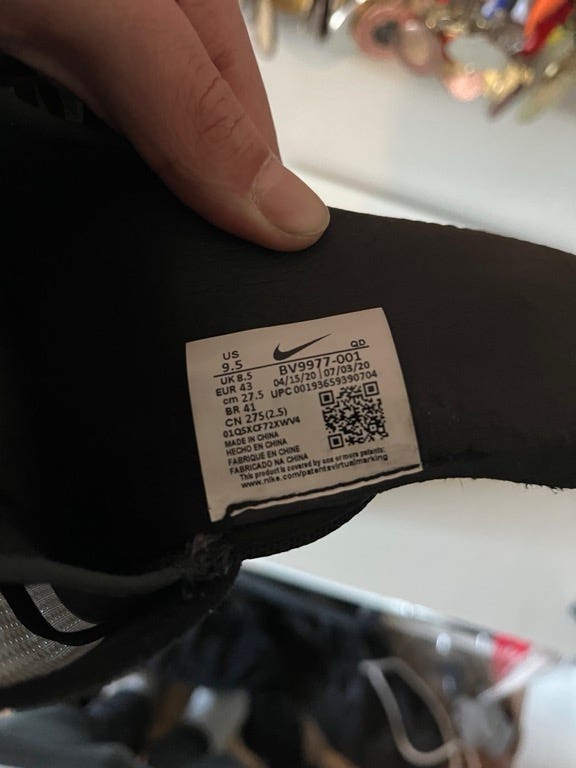 US
9.5
UK 8.5
EUR 43
cm 27.5
BR 41
CN 275(2.5)
QD
BV9977-001
04/15/20 | 07/03/20
UPC 00193659390704
01QSXCF72XWV4
MADE IN CHINA
HECHO EN CHINA
FABRIQUE EN CHINE
FABRICADO NA CHINA
This product is covered by one or more patents:
www.nike.com/patentsvirtualmarking